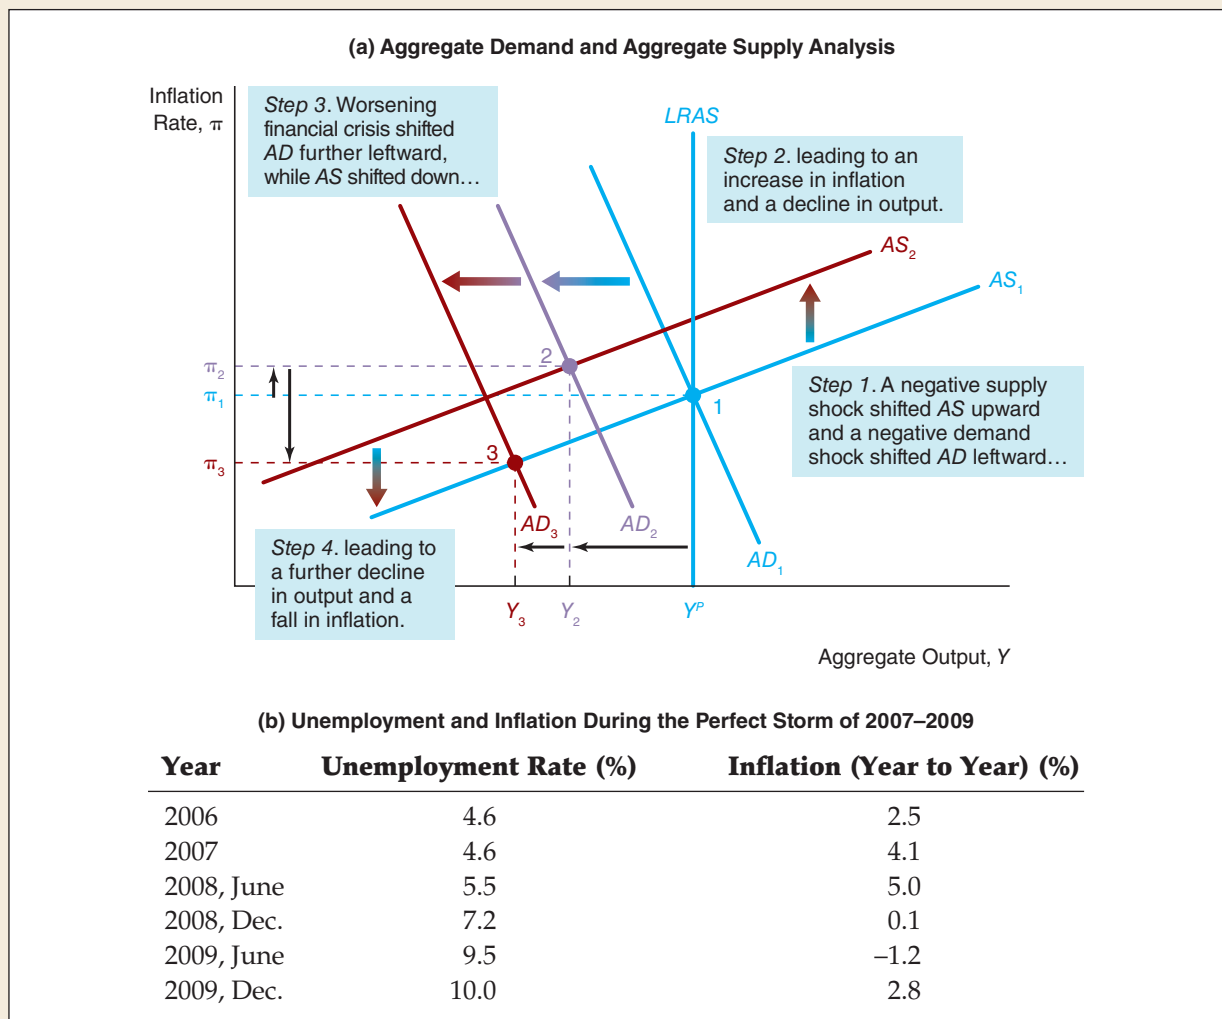 (a) Aggregate Demand and Aggregate Supply Analysis
Inflation
Rate, π
Step 3. Worsening
financial crisis shifted
AD further leftward,
while AS shifted down…
LRAS
Step 2. leading to an
increase in inflation
and a decline in output.
AS₂
AS₁
π₂
π₁
π₃
2
1
3
Step 1. A negative supply
shock shifted AS upward
and a negative demand
shock shifted AD leftward…
AD₃
AD₂
AD₁
Step 4. leading to
a further decline
in output and a
fall in inflation.
Y₃
Y₂
Yᴾ
Aggregate Output, Y
(b) Unemployment and Inflation During the Perfect Storm of 2007–2009
Year Unemployment Rate (%) Inflation (Year to Year) (%)
2006 4.6 2.5
2007 4.6 4.1
2008, June 5.5 5.0
2008, Dec. 7.2 0.1
2009, June 9.5 –1.2
2009, Dec. 10.0 2.8